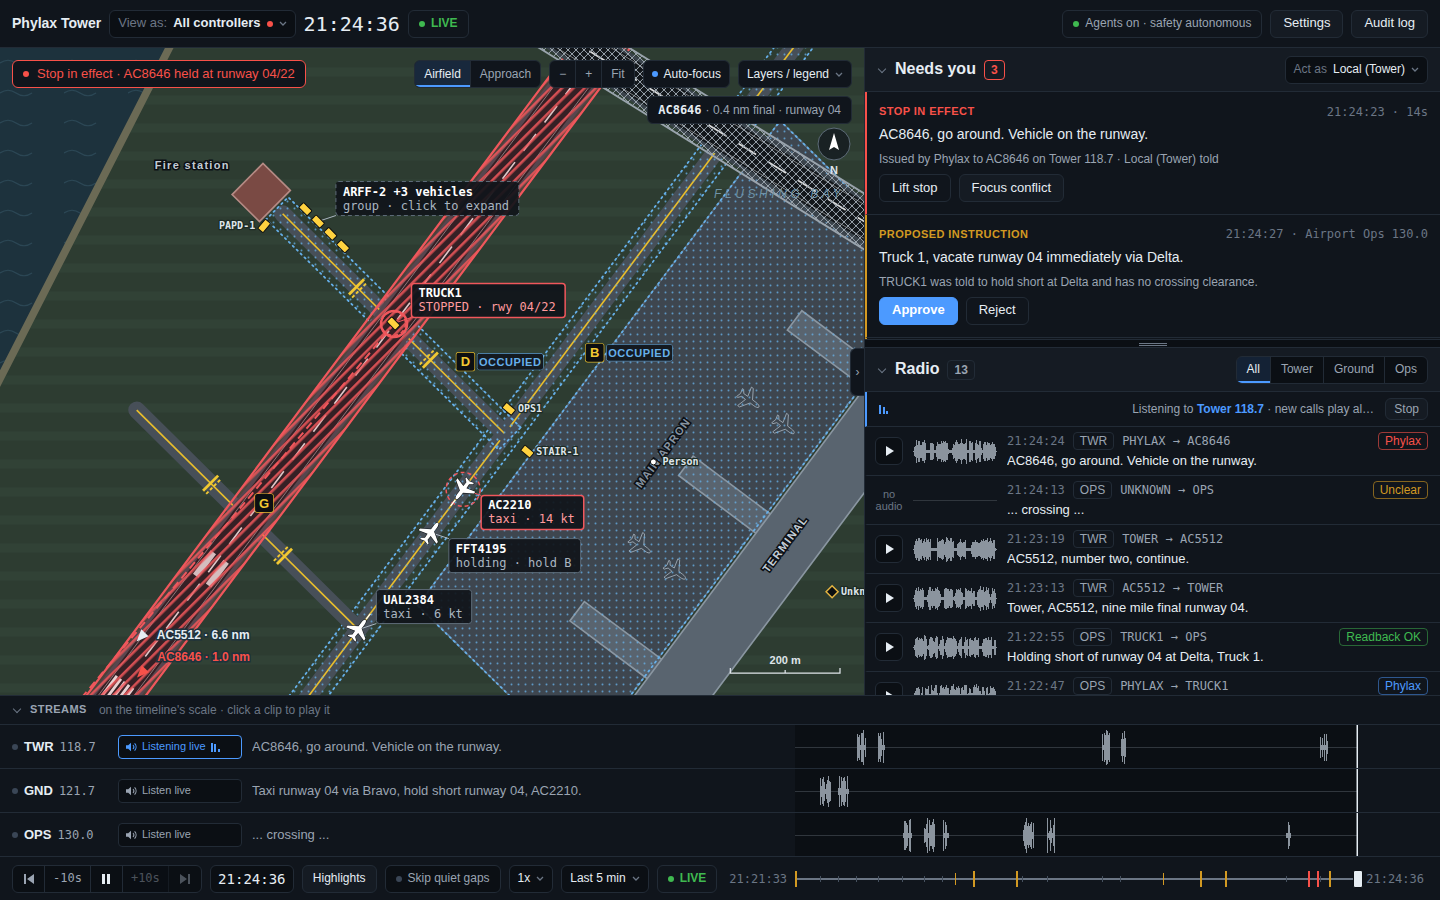 Phylax Tower
View as: All controllers
21:24:36
LIVE
Agents on · safety autonomous
Settings
Audit log
Stop in effect · AC8646 held at runway 04/22
Airfield
Approach
−
+
Fit
Auto-focus
Layers / legend
AC8646 · 0.4 nm final · runway 04
N
FLUSHING BAY
Fire station
ARFF-2 +3 vehicles
group · click to expand
PAPD-1
TRUCK1
STOPPED · rwy 04/22
D OCCUPIED
B OCCUPIED
OPS1
STAIR-1
MAIN APRON
Person
AC2210
taxi · 14 kt
G
FFT4195
holding · hold B
TERMINAL
UAL2384
taxi · 6 kt
Unkn
AC5512 · 6.6 nm
AC8646 · 1.0 nm
200 m
Needs you 3
Act as Local (Tower)
STOP IN EFFECT
21:24:23 · 14s
AC8646, go around. Vehicle on the runway.
Issued by Phylax to AC8646 on Tower 118.7 · Local (Tower) told
Lift stop
Focus conflict
PROPOSED INSTRUCTION
21:24:27 · Airport Ops 130.0
Truck, 1 vacate runway 04 immediately via Delta.
TRUCK1 was told to hold short at Delta and has no crossing clearance.
Approve
Reject
Radio 13
All
Tower
Ground
Ops
Listening to Tower 118.7 · new calls play al…
Stop
21:24:24 TWR PHYLAX → AC8646 Phylax
AC8646, go around. Vehicle on the runway.
no audio
21:24:13 OPS UNKNOWN → OPS Unclear
... crossing ...
21:23:19 TWR TOWER → AC5512
AC5512, number two, continue.
21:23:13 TWR AC5512 → TOWER
Tower, AC5512, nine mile final runway 04.
21:22:55 OPS TRUCK1 → OPS Readback OK
Holding short of runway 04 at Delta, Truck 1.
21:22:47 OPS PHYLAX → TRUCK1 Phylax
STREAMS on the timeline's scale · click a clip to play it
TWR 118.7 Listening live AC8646, go around. Vehicle on the runway.
GND 121.7 Listen live Taxi runway 04 via Bravo, hold short runway 04, AC2210.
OPS 130.0 Listen live ... crossing ...
-10s
+10s
21:24:36
Highlights
Skip quiet gaps
1x
Last 5 min
LIVE
21:21:33
21:24:36